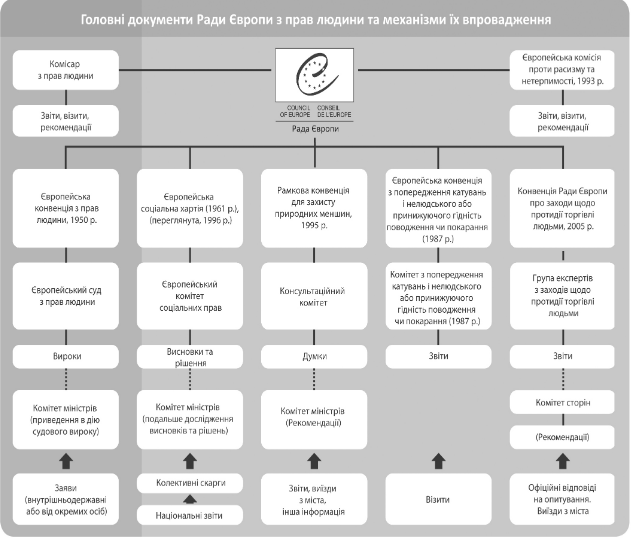 Головні документи Ради Європи з прав людини та механізми їх впровадження
Комісар
з прав людини
Звіти, візити,
рекомендації
COUNCIL
OF EUROPE
CONSEIL
DE L'EUROPE
Рада Європи
Європейська комісія
проти расизму та
нетерпимості, 1993 р.
Звіти, візити,
рекомендації
Європейська
конвенція з прав
людини, 1950 р.
Європейська
соціальна хартія (1961 р.),
(переглянута, 1996 р.)
Рамкова конвенція
для захисту
природних меншин,
1995 р.
Європейська конвенція
з попередження катувань
і нелюдського або
принижуючого гідність
поводження чи покарання
(1987 р.)
Конвенція Ради Європи
про заходи щодо
протидії торгівлі
людьми, 2005 р.
Європейський суд
з прав людини
Європейський
комітет
соціальних прав
Консультаційний
комітет
Комітет з попередження
катувань і нелюдського
або принижуючого
гідність поводження
чи покарання (1987 р.)
Група експертів
з заходів щодо
протидії торгівлі
людьми
Вироки
Висновки та
рішення
Думки
Звіти
Звіти
Комітет міністрів
(приведення в дію
судового вироку)
Комітет міністрів
(подальше дослідження
висновків та рішень)
Комітет міністрів
(Рекомендації)
Комітет сторін
(Рекомендації)
Заяви
(внутрішньодержавні
або від окремих осіб)
Колективні скарги
Національні звіти
Звіти, виїзди
з міста,
інша інформація
Візити
Офіційні відповіді
на опитування.
Виїзди з міста